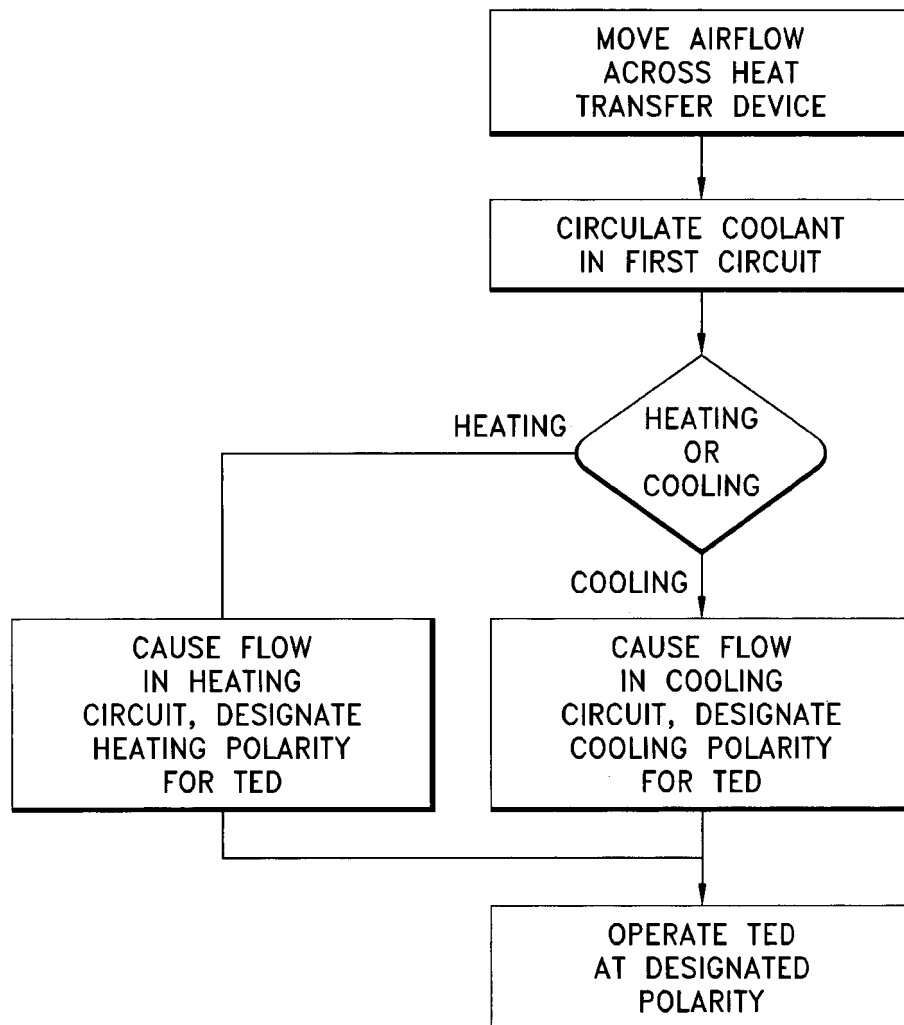 MOVE AIRFLOW
ACROSS HEAT
TRANSFER DEVICE
CIRCULATE COOLANT
IN FIRST CIRCUIT
HEATING
OR
COOLING
HEATING
COOLING
CAUSE FLOW
IN HEATING
CIRCUIT, DESIGNATE
HEATING POLARITY
FOR TED
CAUSE FLOW
IN COOLING
CIRCUIT, DESIGNATE
COOLING POLARITY
FOR TED
OPERATE TED
AT DESIGNATED
POLARITY